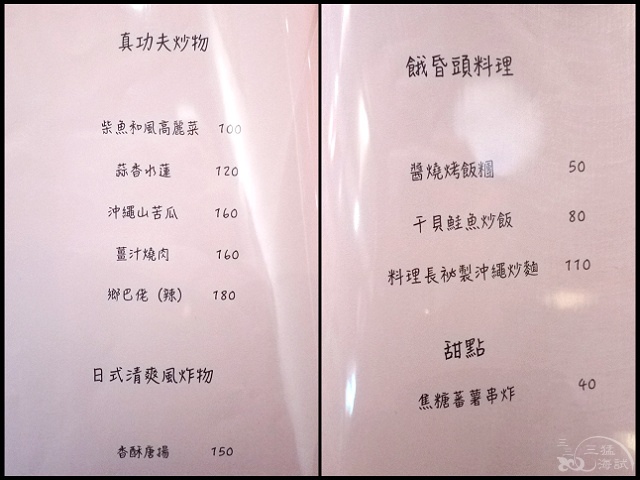 真功夫炒物
柴魚和風高麗菜 100
蒜香水蓮 120
沖繩山苦瓜 160
薑汁燒肉 160
鄉巴佬（辣） 180
日式清爽風炸物
香酥唐揚 150
餓昏頭料理
醬燒烤飯糰 50
干貝鮭魚炒飯 80
料理長祕製沖繩炒麵 110
甜點
焦糖蕃薯串炸 40
三猛
海試